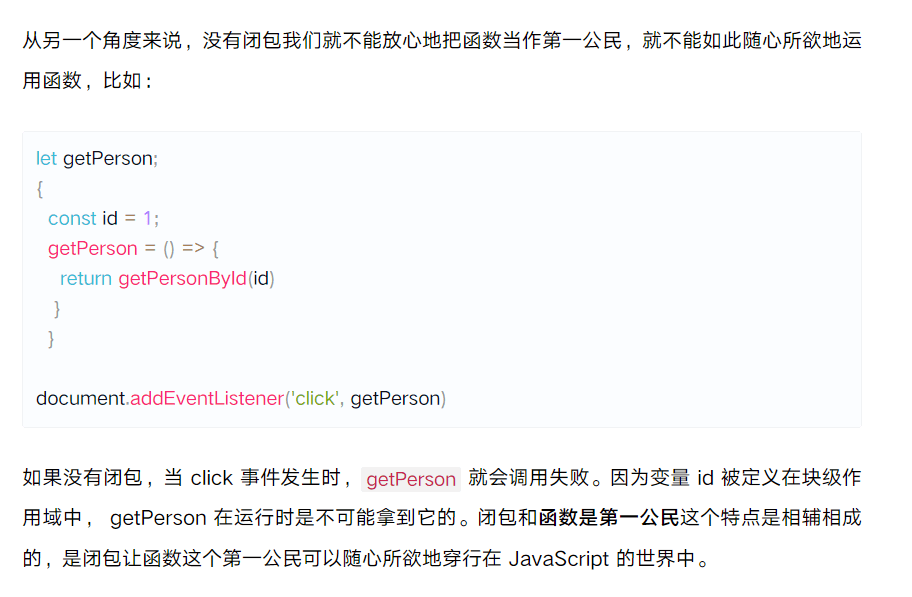 从另一个角度来说，没有闭包我们就不能放心地把函数当作第一公民，就不能如此随心所欲地运
用函数，比如：
let getPerson;
{
  const id = 1;
  getPerson = () => {
    return getPersonById(id)
   }
  }
document.addEventListener('click', getPerson)
如果没有闭包，当 click 事件发生时， getPerson 就会调用失败。因为变量 id 被定义在块级作
用域中， getPerson 在运行时是不可能拿到它的。闭包和函数是第一公民这个特点是相辅相成
的，是闭包让函数这个第一公民可以随心所欲地穿行在 JavaScript 的世界中。